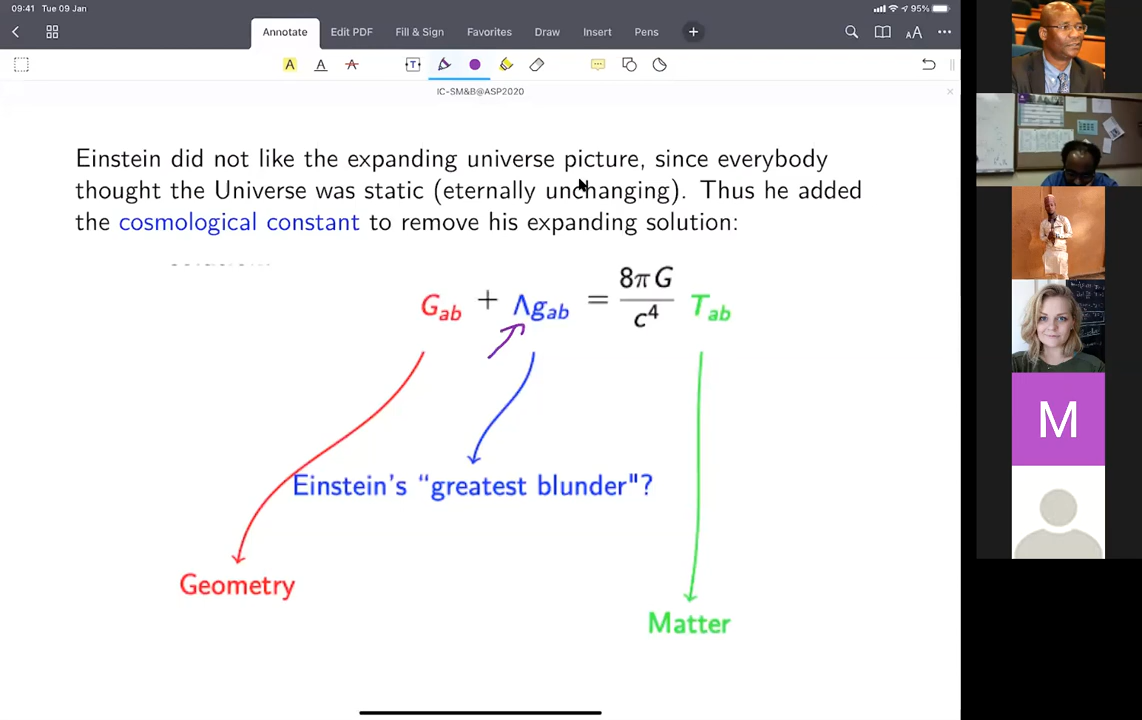 09:41 Tue 09 Jan 95%
Annotate Edit PDF Fill & Sign Favorites Draw Insert Pens
IC-SM&B@ASP2020
Einstein did not like the expanding universe picture, since everybody
thought the Universe was static (eternally unchanging). Thus he added
the cosmological constant to remove his expanding solution:
G_ab + Λg_ab = 8πG/c⁴ T_ab
Einstein's “greatest blunder"?
Geometry
Matter
M